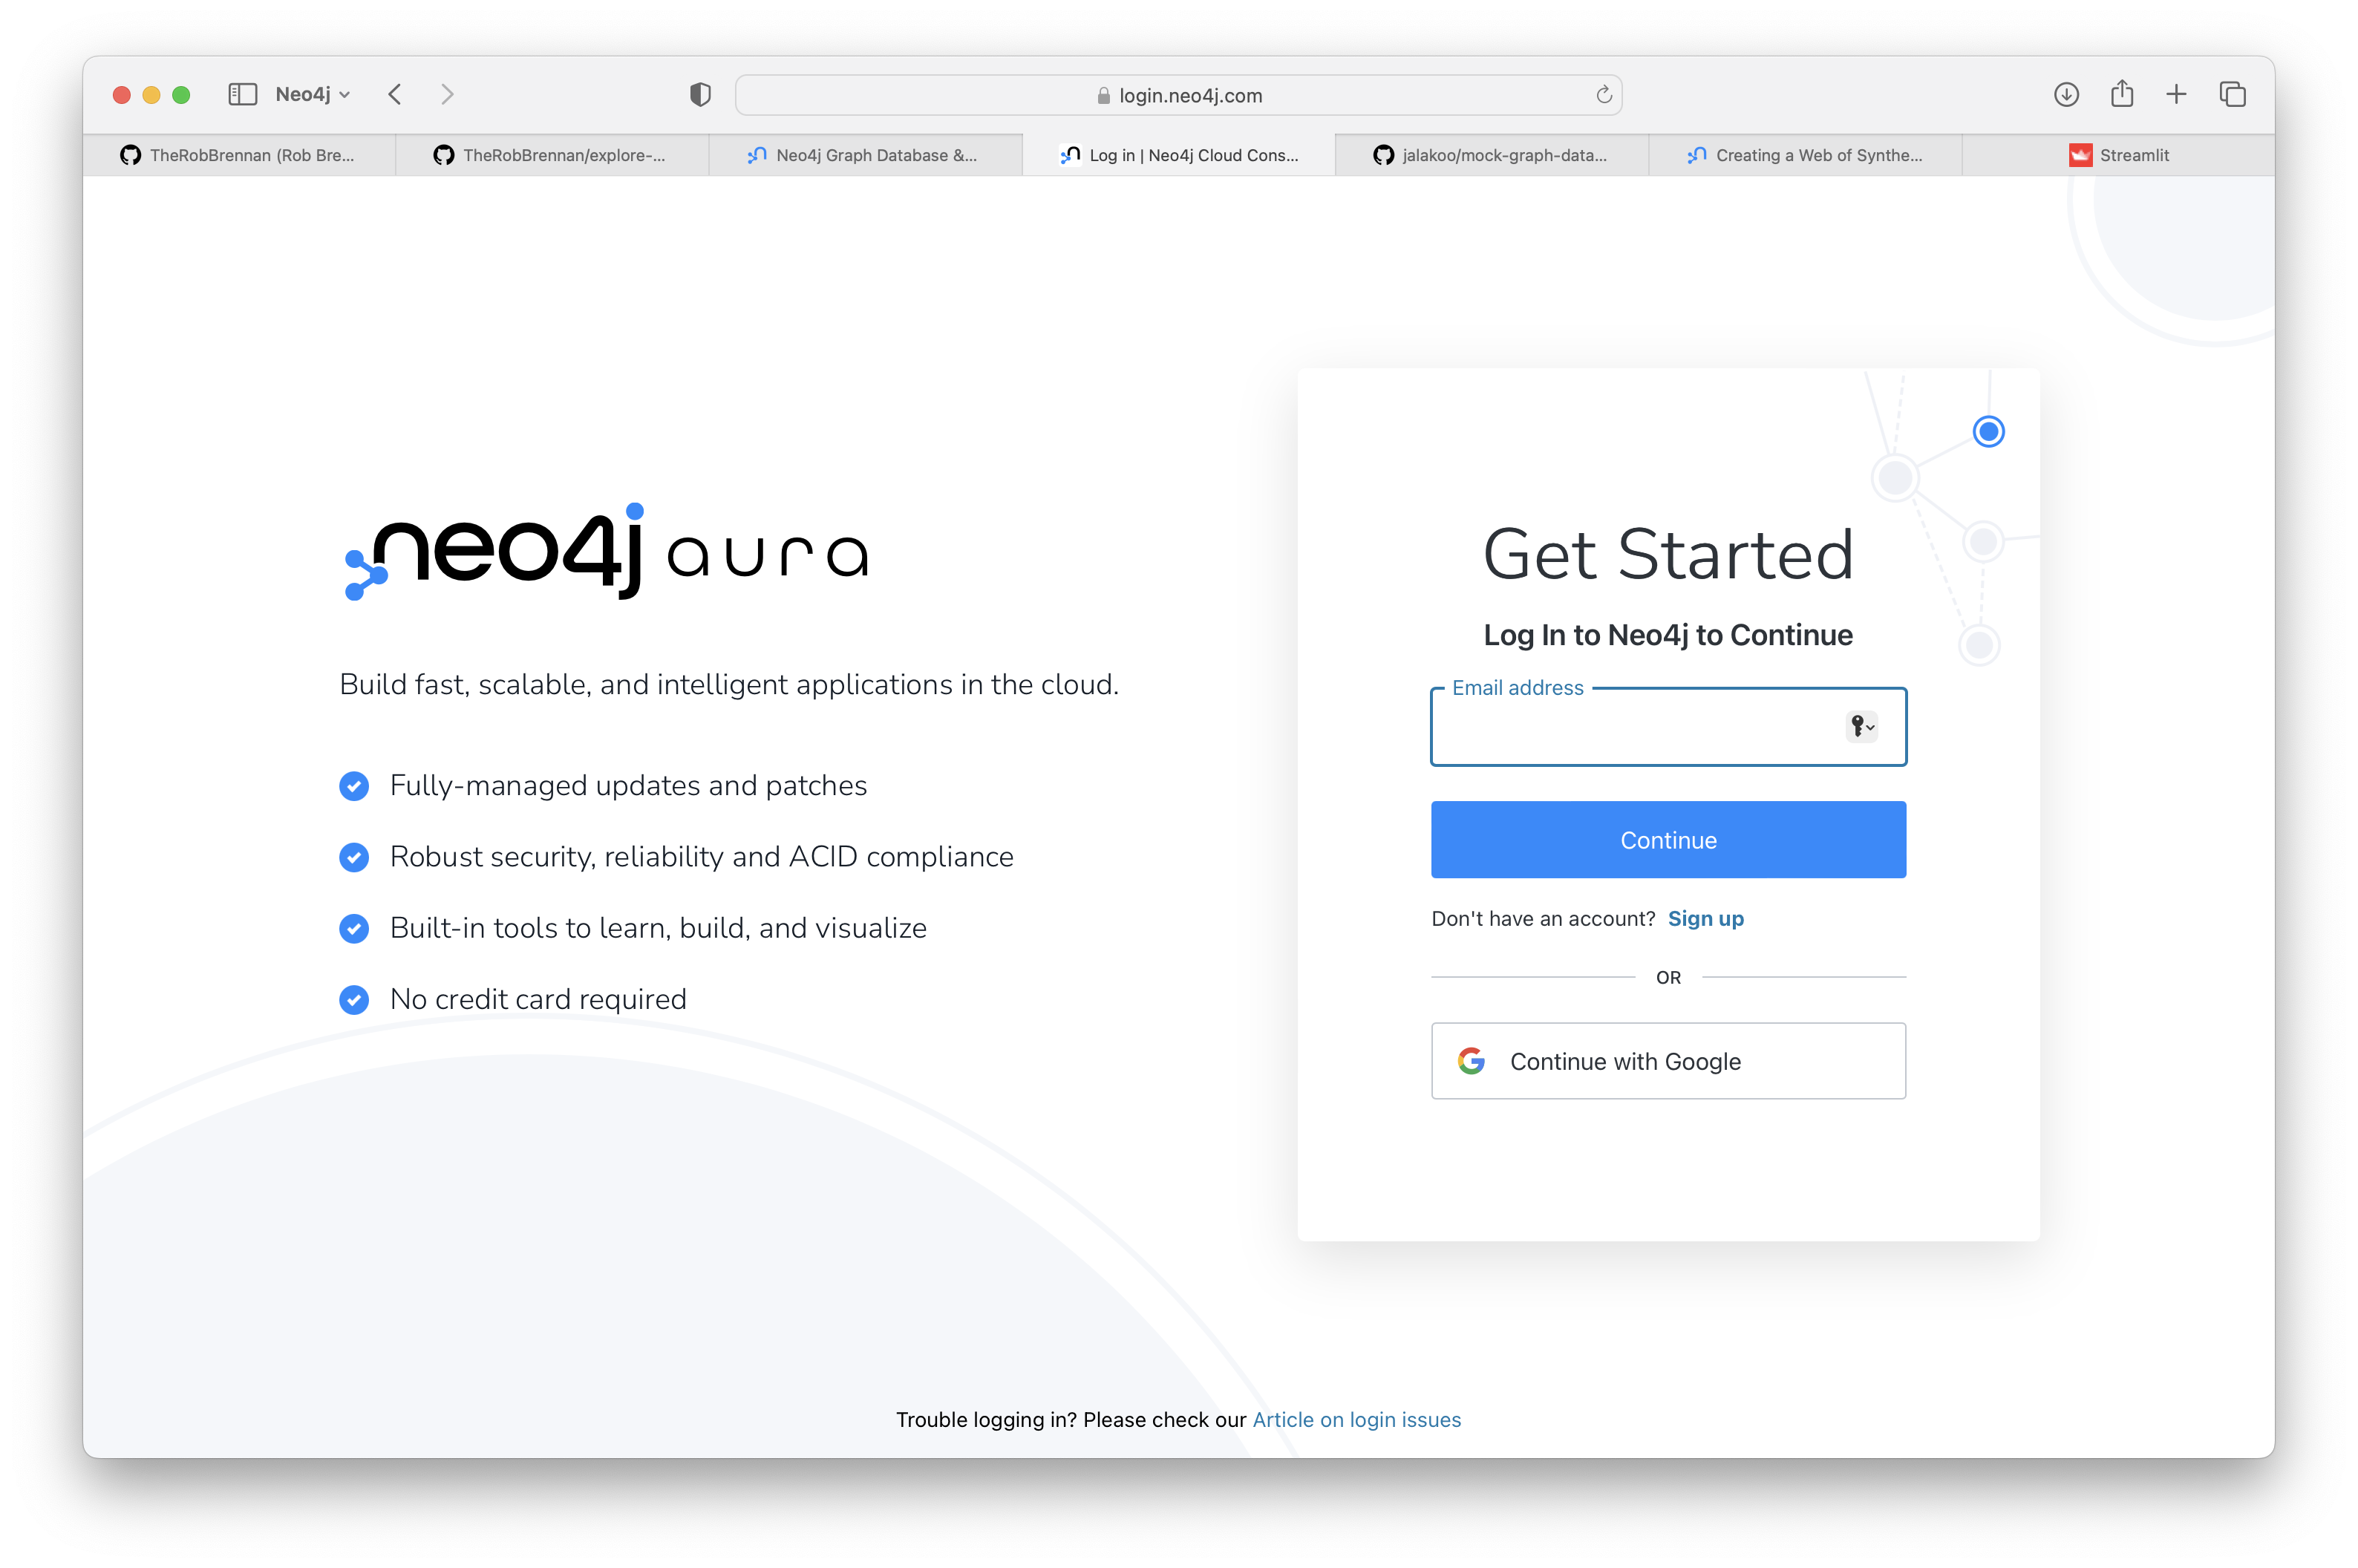 Neo4j
login.neo4j.com
TheRobBrennan (Rob Bre...
TheRobBrennan/explore-...
Neo4j Graph Database &...
Log in | Neo4j Cloud Cons...
jalakoo/mock-graph-data...
Creating a Web of Synthe...
Streamlit
neo4j aura
Build fast, scalable, and intelligent applications in the cloud.
Fully-managed updates and patches
Robust security, reliability and ACID compliance
Built-in tools to learn, build, and visualize
No credit card required
Get Started
Log In to Neo4j to Continue
Email address
Continue
Don't have an account? Sign up
OR
Continue with Google
Trouble logging in? Please check our Article on login issues